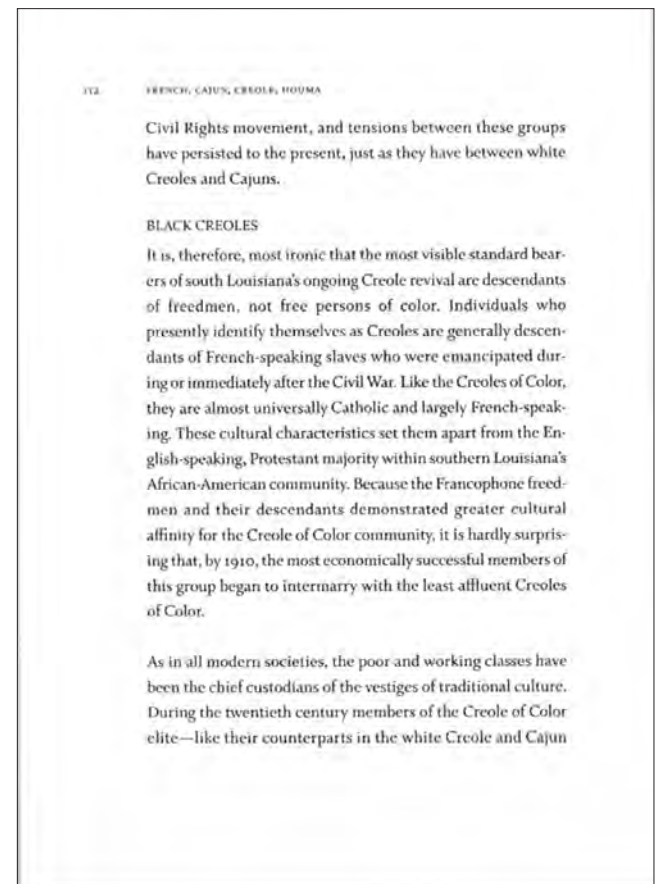 112 FRENCH, CAJUN, CREOLE, HOUMA
Civil Rights movement, and tensions between these groups
have persisted to the present, just as they have between white
Creoles and Cajuns.
BLACK CREOLES
It is, therefore, most ironic that the most visible standard bear-
ers of south Louisiana's ongoing Creole revival are descendants
of freedmen, not free persons of color. Individuals who
presently identify themselves as Creoles are generally descen-
dants of French-speaking slaves who were emancipated dur-
ing or immediately after the Civil War. Like the Creoles of Color,
they are almost universally Catholic and largely French-speak-
ing. These cultural characteristics set them apart from the En-
glish-speaking, Protestant majority within southern Louisiana's
African-American community. Because the Francophone freed-
men and their descendants demonstrated greater cultural
affinity for the Creole of Color community, it is hardly surpris-
ing that, by 1910, the most economically successful members of
this group began to intermarry with the least affluent Creoles
of Color.
As in all modern societies, the poor and working classes have
been the chief custodians of the vestiges of traditional culture.
During the twentieth century members of the Creole of Color
elite—like their counterparts in the white Creole and Cajun